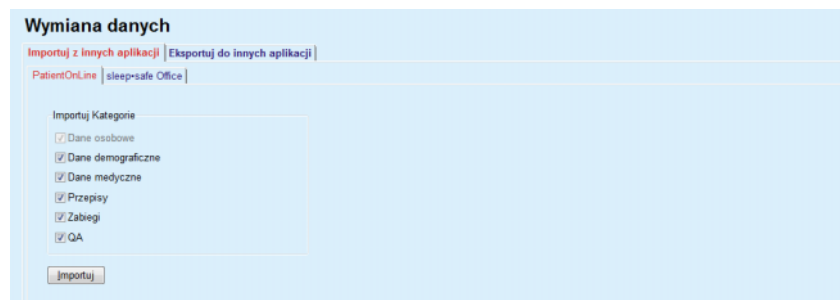 Wymiana danych
Importuj z innych aplikacji Eksportuj do innych aplikacji
PatientOnLine sleep•safe Office
Importuj Kategorie
Dane osobowe
Dane demograficzne
Dane medyczne
Przepisy
Zabiegi
QA
Importuj